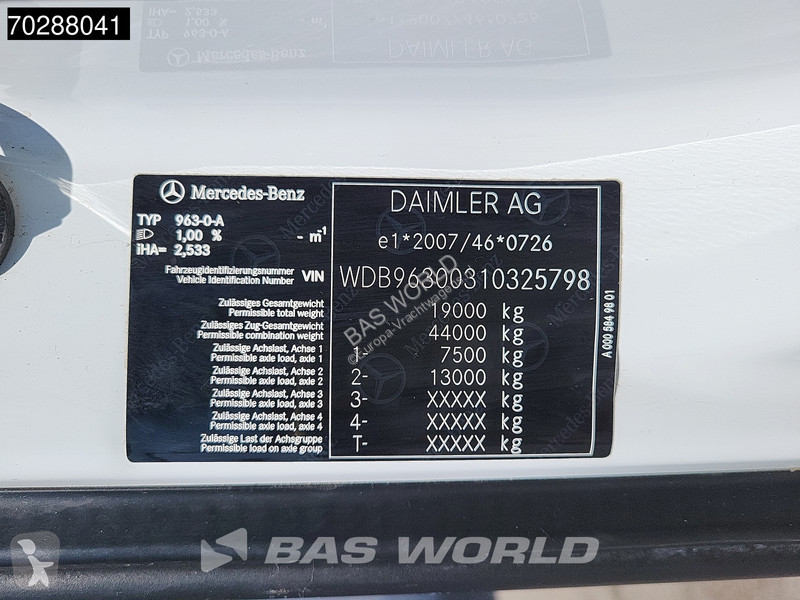 70288041
Mercedes-Benz
DAIMLER AG
TYP 963-0-A
1,00 % - m-1
iHA= 2,533
e1*2007/46*0726
Fahrzeugidentifizierungsnummer
Vehicle Identification Number VIN
WDB96300310325798
Zulässiges Gesamtgewicht
Permissible total weight
19000 kg
Zulässiges Zug-Gesamtgewicht
Permissible combination weight
44000 kg
Zulässige Achslast, Achse 1
Permissible axle load, axle 1
1- 7500 kg
Zulässige Achslast, Achse 2
Permissible axle load, axle 2
2- 13000 kg
Zulässige Achslast, Achse 3
Permissible axle load, axle 3
3- XXXXX kg
Zulässige Achslast, Achse 4
Permissible axle load, axle 4
4- XXXXX kg
Zulässige Last der Achsgruppe
Permissible load on axle group
T- XXXXX kg
A 000 584 98 01
BAS WORLD
©Europa-Vrachtwagens
BAS WORLD